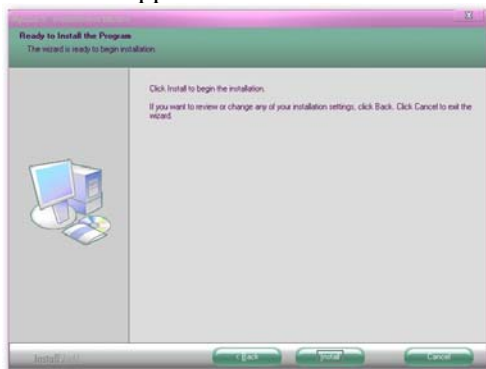 Ready to Install the Program
The wizard is ready to begin installation.
Click Install to begin the installation.
If you want to review or change any of your installation settings, click Back. Click Cancel to exit the
wizard.
Install
< Back
Install
Cancel